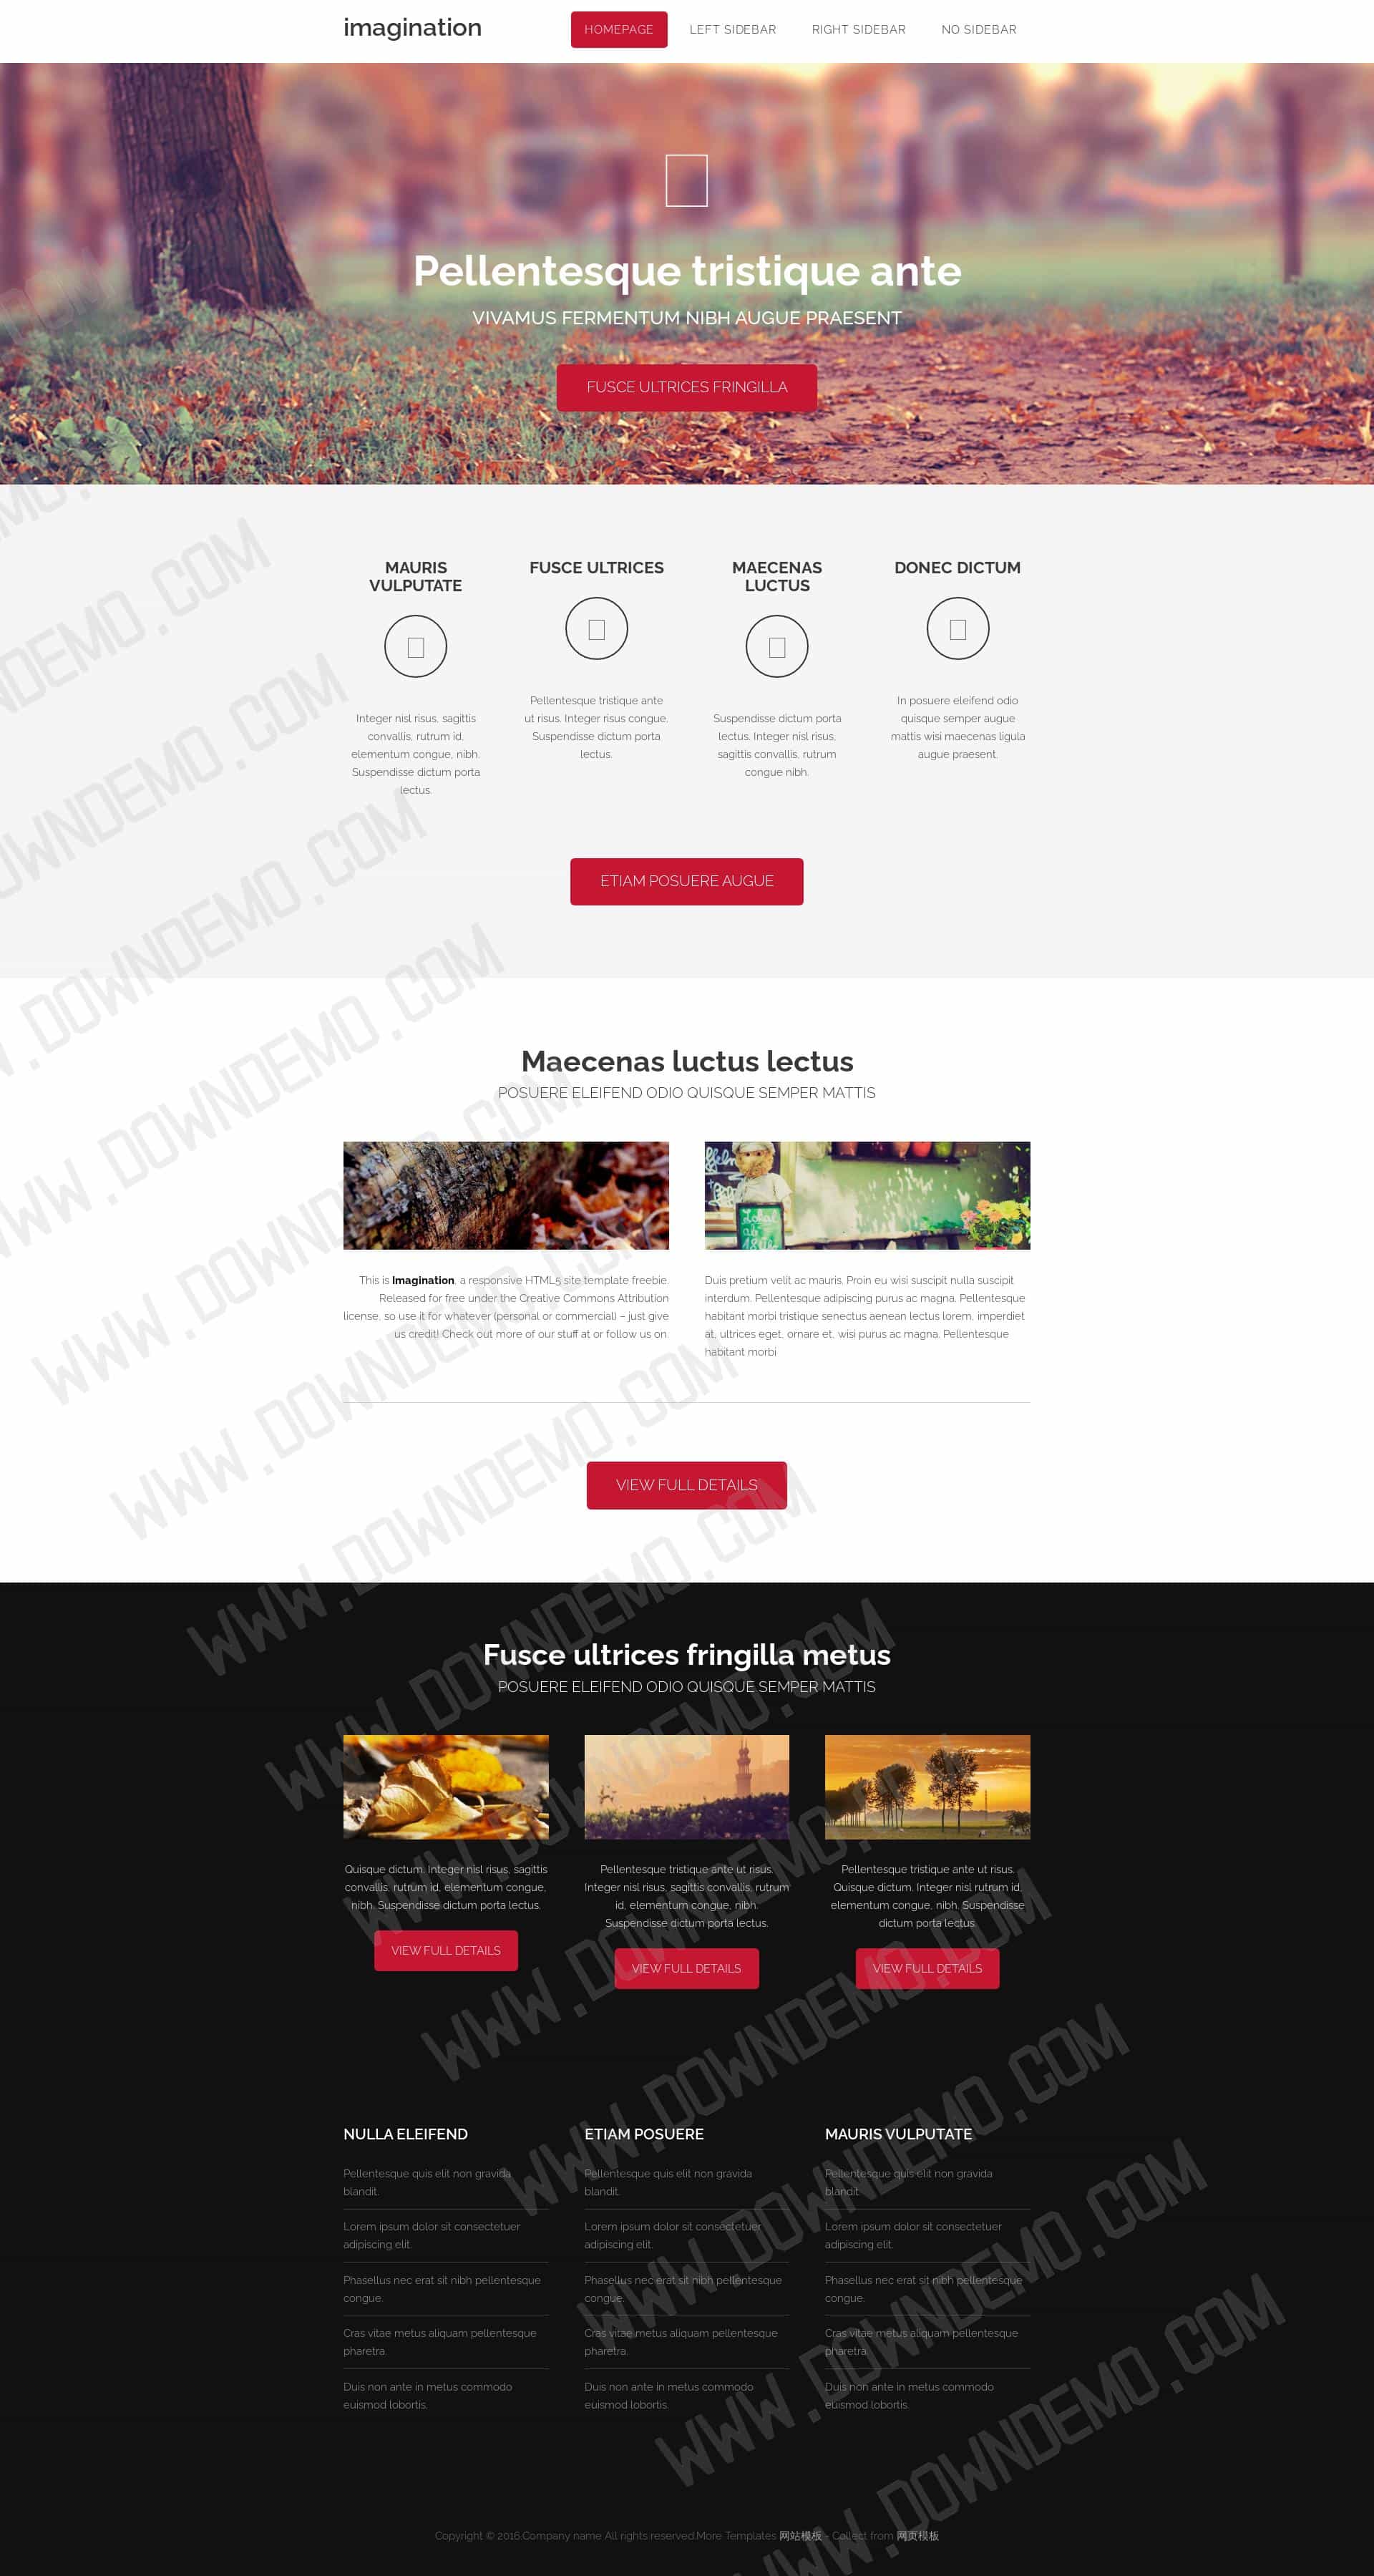 imagination
HOMEPAGE
LEFT SIDEBAR
RIGHT SIDEBAR
NO SIDEBAR
Pellentesque tristique ante
VIVAMUS FERMENTUM NIBH AUGUE PRAESENT
FUSCE ULTRICES FRINGILLA
MAURIS
VULPUTATE
Integer nisl risus, sagittis
convallis, rutrum id,
elementum congue, nibh.
Suspendisse dictum porta
lectus.
FUSCE ULTRICES
Pellentesque tristique ante
ut risus. Integer risus congue.
Suspendisse dictum porta
lectus.
MAECENAS
LUCTUS
Suspendisse dictum porta
lectus. Integer nisl risus,
sagittis convallis, rutrum
congue nibh.
DONEC DICTUM
In posuere eleifend odio
quisque semper augue
mattis wisi maecenas ligula
augue praesent.
ETIAM POSUERE AUGUE
Maecenas luctus lectus
POSUERE ELEIFEND ODIO QUISQUE SEMPER MATTIS
This is Imagination, a responsive HTML5 site template freebie.
Released for free under the Creative Commons Attribution
license, so use it for whatever (personal or commercial) – just give
us credit! Check out more of our stuff at or follow us on.
Duis pretium velit ac mauris. Proin eu wisi suscipit nulla suscipit
interdum. Pellentesque adipiscing purus ac magna. Pellentesque
habitant morbi tristique senectus aenean lectus lorem, imperdiet
at, ultrices eget, ornare et, wisi purus ac magna. Pellentesque
habitant morbi
VIEW FULL DETAILS
Fusce ultrices fringilla metus
POSUERE ELEIFEND ODIO QUISQUE SEMPER MATTIS
Quisque dictum. Integer nisl risus, sagittis
convallis, rutrum id, elementum congue,
nibh. Suspendisse dictum porta lectus.
VIEW FULL DETAILS
Pellentesque tristique ante ut risus.
Integer nisl risus, sagittis convallis, rutrum
id, elementum congue, nibh.
Suspendisse dictum porta lectus.
VIEW FULL DETAILS
Pellentesque tristique ante ut risus.
Quisque dictum. Integer nisl rutrum id,
elementum congue, nibh. Suspendisse
dictum porta lectus.
VIEW FULL DETAILS
NULLA ELEIFEND
Pellentesque quis elit non gravida
blandit.
Lorem ipsum dolor sit consectetuer
adipiscing elit.
Phasellus nec erat sit nibh pellentesque
congue.
Cras vitae metus aliquam pellentesque
pharetra.
Duis non ante in metus commodo
euismod lobortis.
ETIAM POSUERE
Pellentesque quis elit non gravida
blandit.
Lorem ipsum dolor sit consectetuer
adipiscing elit.
Phasellus nec erat sit nibh pellentesque
congue.
Cras vitae metus aliquam pellentesque
pharetra.
Duis non ante in metus commodo
euismod lobortis.
MAURIS VULPUTATE
Pellentesque quis elit non gravida
blandit.
Lorem ipsum dolor sit consectetuer
adipiscing elit.
Phasellus nec erat sit nibh pellentesque
congue.
Cras vitae metus aliquam pellentesque
pharetra.
Duis non ante in metus commodo
euismod lobortis.
Copyright © 2016.Company name All rights reserved.More Templates 网站模板 - Collect from 网页模板
WWW.DOWNDEMO.COM